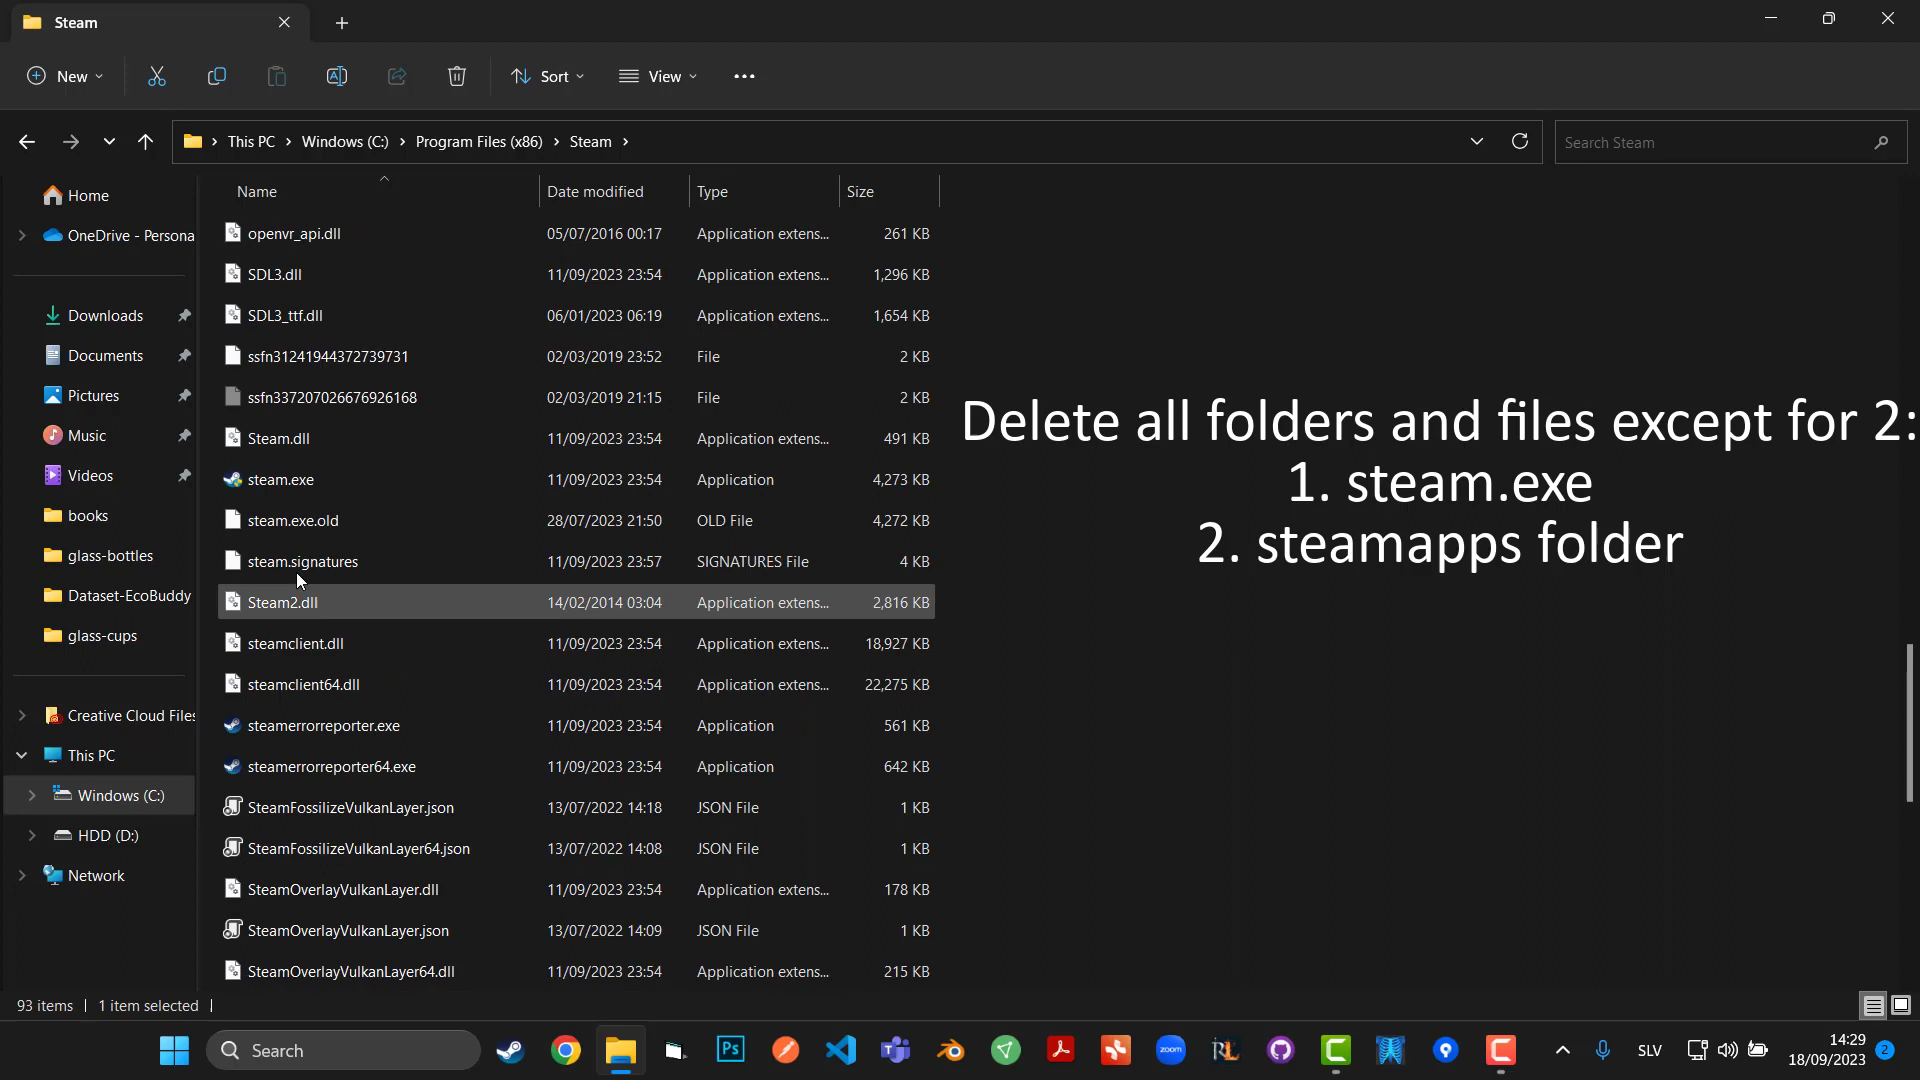 Steam
New
Sort
View
This PC
Windows (C:)
Program Files (x86)
Steam
Search Steam
Home
OneDrive - Persona
Downloads
Documents
Pictures
Music
Videos
books
glass-bottles
Dataset-EcoBuddy
glass-cups
Creative Cloud Files
This PC
Windows (C:)
HDD (D:)
Network
Name Date modified Type Size
openvr_api.dll 05/07/2016 00:17 Application extens... 261 KB
SDL3.dll 11/09/2023 23:54 Application extens... 1,296 KB
SDL3_ttf.dll 06/01/2023 06:19 Application extens... 1,654 KB
ssfn31241944372739731 02/03/2019 23:52 File 2 KB
ssfn337207026676926168 02/03/2019 21:15 File 2 KB
Steam.dll 11/09/2023 23:54 Application extens... 491 KB
steam.exe 11/09/2023 23:54 Application 4,273 KB
steam.exe.old 28/07/2023 21:50 OLD File 4,272 KB
steam.signatures 11/09/2023 23:57 SIGNATURES File 4 KB
Steam2.dll 14/02/2014 03:04 Application extens... 2,816 KB
steamclient.dll 11/09/2023 23:54 Application extens... 18,927 KB
steamclient64.dll 11/09/2023 23:54 Application extens... 22,275 KB
steamerrorreporter.exe 11/09/2023 23:54 Application 561 KB
steamerrorreporter64.exe 11/09/2023 23:54 Application 642 KB
SteamFossilizeVulkanLayer.json 13/07/2022 14:18 JSON File 1 KB
SteamFossilizeVulkanLayer64.json 13/07/2022 14:08 JSON File 1 KB
SteamOverlayVulkanLayer.dll 11/09/2023 23:54 Application extens... 178 KB
SteamOverlayVulkanLayer.json 13/07/2022 14:09 JSON File 1 KB
SteamOverlayVulkanLayer64.dll 11/09/2023 23:54 Application extens... 215 KB
Delete all folders and files except for 2:
1. steam.exe
2. steamapps folder
93 items
1 item selected
Search
Ps
zoom
SLV
14:29
18/09/2023
2